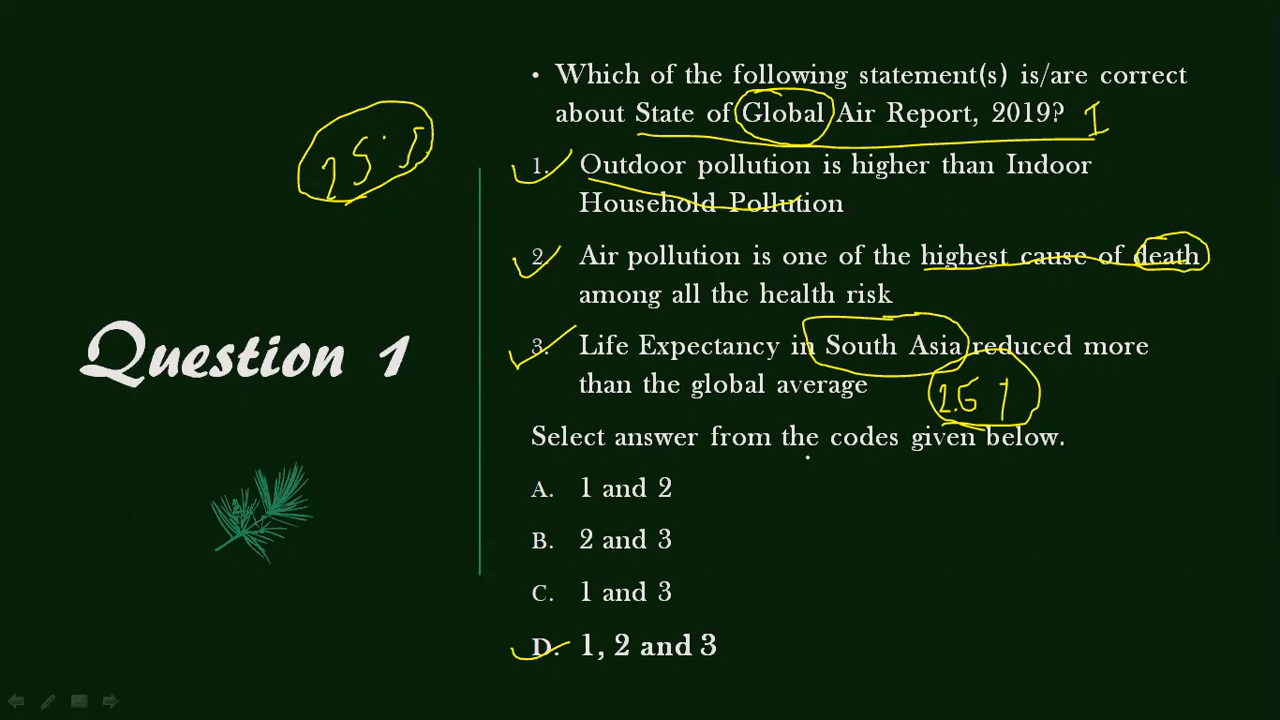 Question 1
• Which of the following statement(s) is/are correct
about State of Global Air Report, 2019?
1. Outdoor pollution is higher than Indoor
Household Pollution
2. Air pollution is one of the highest cause of death
among all the health risk
3. Life Expectancy in South Asia reduced more
than the global average
Select answer from the codes given below.
A. 1 and 2
B. 2 and 3
C. 1 and 3
D. 1, 2 and 3